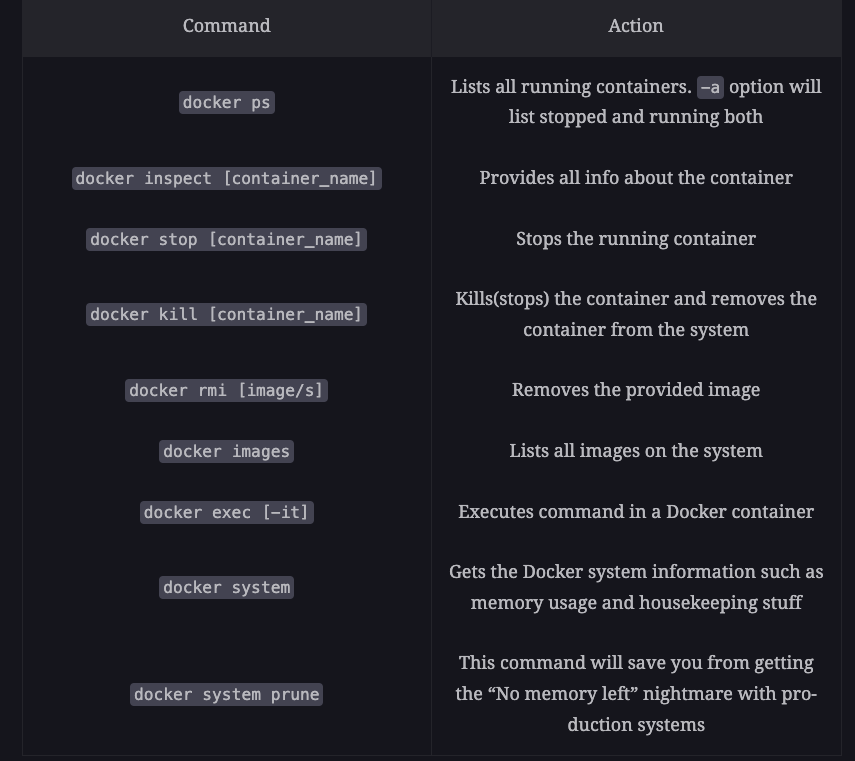 Command Action
docker ps
Lists all running containers. -a option will
list stopped and running both
docker inspect [container_name] Provides all info about the container
docker stop [container_name] Stops the running container
docker kill [container_name]
Kills(stops) the container and removes the
container from the system
docker rmi [image/s] Removes the provided image
docker images Lists all images on the system
docker exec [-it] Executes command in a Docker container
docker system
Gets the Docker system information such as
memory usage and housekeeping stuff
docker system prune
This command will save you from getting
the “No memory left” nightmare with pro-
duction systems